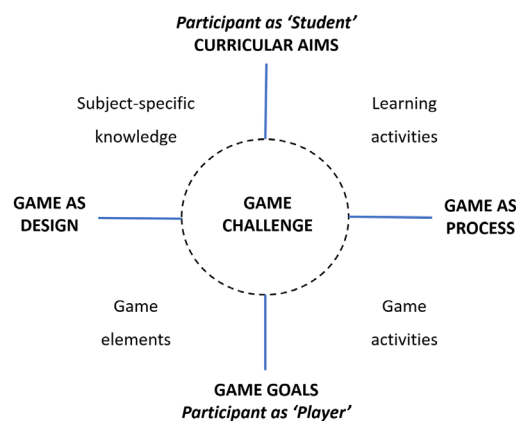 Participant as ‘Student’
CURRICULAR AIMS
Subject-specific
knowledge
Learning
activities
GAME AS
DESIGN
GAME
CHALLENGE
GAME AS
PROCESS
Game
elements
Game
activities
GAME GOALS
Participant as ‘Player’